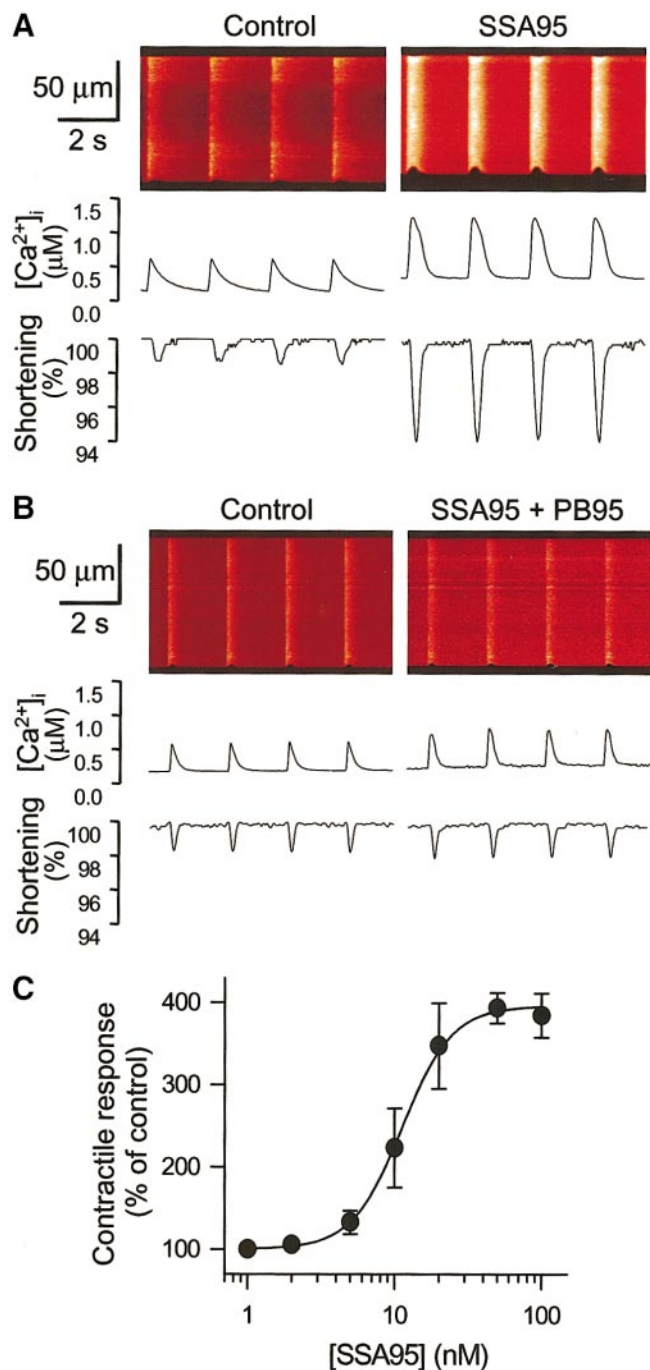 A
Control SSA95
50 μm
2 s
[Ca²⁺]ᵢ
(μM)
1.5
1.0
0.5
0.0
Shortening
(%)
100
98
96
94
B
Control SSA95 + PB95
50 μm
2 s
[Ca²⁺]ᵢ
(μM)
1.5
1.0
0.5
0.0
Shortening
(%)
100
98
96
94
C
Contractile response
(% of control)
400
300
200
100
1 10 100
[SSA95] (nM)